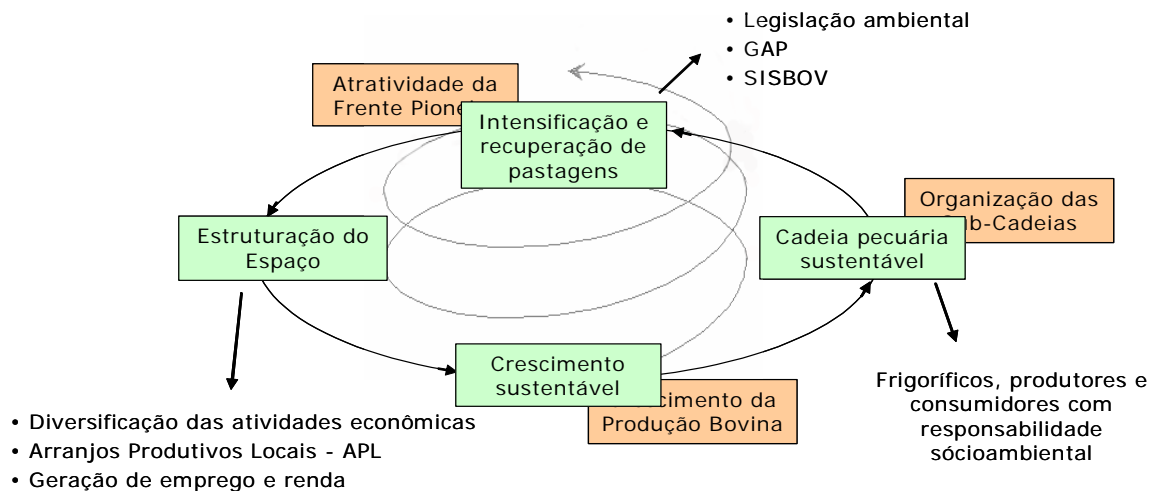 • Legislação ambiental
• GAP
• SISBOV
Atratividade da
Frente
Intensificação e
recuperação de
pastagens
Organização das
Cadeia pecuária
sustentável
Estruturação do
Espaço
Crescimento
sustentável
da
Produção Bovina
• Diversificação das atividades econômicas
• Arranjos Produtivos Locais - APL
• Geração de emprego e renda
Frigoríficos, produtores e
consumidores com
responsabilidade
sócioambiental